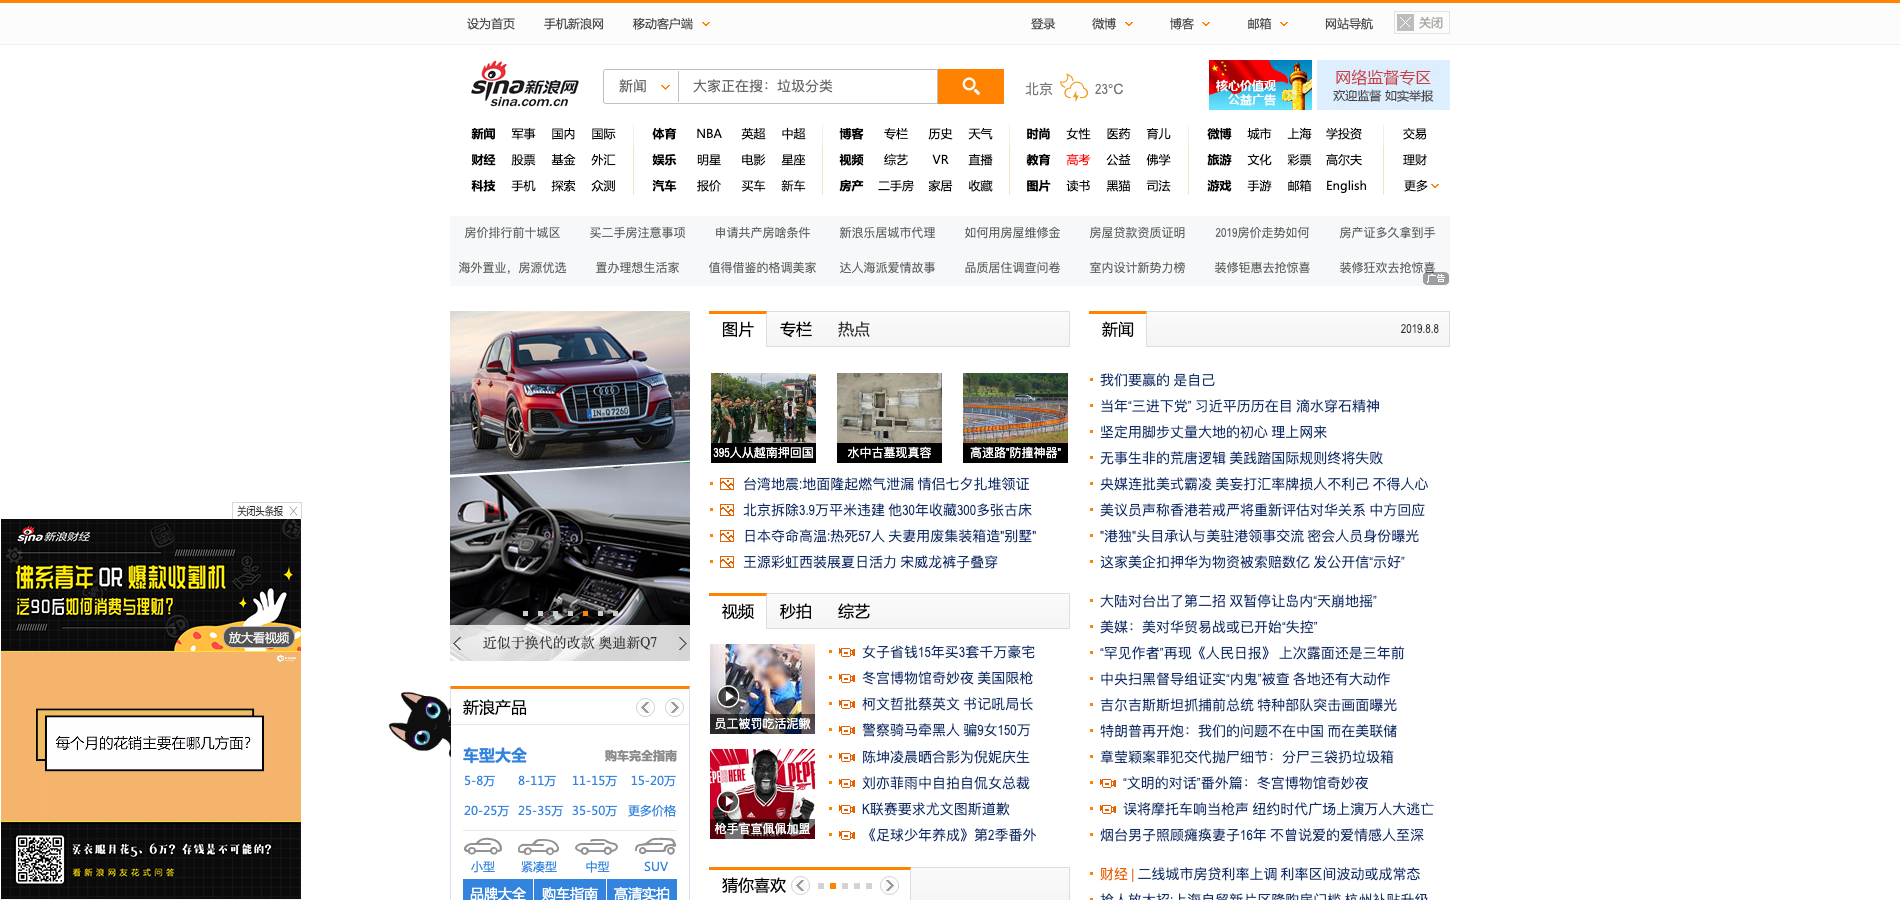 设为首页 手机新浪网 移动客户端 登录 微博 博客 邮箱 网站导航 关闭
sina新浪网 sina.com.cn
新闻 大家正在搜：垃圾分类 北京 23℃
核心价值观 公益广告
网络监督专区
欢迎监督 如实举报
新闻 军事 国内 国际 体育 NBA 英超 中超 博客 专栏 历史 天气 时尚 女性 医药 育儿 微博 城市 上海 学投资 交易
财经 股票 基金 外汇 娱乐 明星 电影 星座 视频 综艺 VR 直播 教育 高考 公益 佛学 旅游 文化 彩票 高尔夫 理财
科技 手机 探索 众测 汽车 报价 买车 新车 房产 二手房 家居 收藏 图片 读书 黑猫 司法 游戏 手游 邮箱 English 更多
房价排行前十城区 买二手房注意事项 申请共产房啥条件 新浪乐居城市代理 如何用房屋维修金 房屋贷款资质证明 2019房价走势如何 房产证多久拿到手
海外置业，房源优选 置办理想生活家 值得借鉴的格调美家 达人海派爱情故事 品质居住调查问卷 室内设计新势力榜 装修钜惠去抢惊喜 装修狂欢去抢惊喜
广告
IN Q7260
近似于换代的改款 奥迪新Q7
新浪产品
车型大全 购车完全指南
5-8万 8-11万 11-15万 15-20万
20-25万 25-35万 35-50万 更多价格
小型 紧凑型 中型 SUV
品牌大全 购车指南 高清实拍
图片 专栏 热点
395人从越南押回国 水中古墓现真容 高速路"防撞神器"
台湾地震:地面隆起燃气泄漏 情侣七夕扎堆领证
北京拆除3.9万平米违建 他30年收藏300多张古床
日本夺命高温:热死57人 夫妻用废集装箱造"别墅"
王源彩虹西装展夏日活力 宋威龙裤子叠穿
视频 秒拍 综艺
员工被罚吃活泥鳅
枪手官宣佩佩加盟
女子省钱15年买3套千万豪宅
冬宫博物馆奇妙夜 美国限枪
柯文哲批蔡英文 书记吼局长
警察骑马牵黑人 骗9女150万
陈坤凌晨晒合影为倪妮庆生
刘亦菲雨中自拍自侃女总裁
K联赛要求尤文图斯道歉
《足球少年养成》第2季番外
猜你喜欢
新闻 2019.8.8
我们要赢的 是自己
当年“三进下党” 习近平历历在目 滴水穿石精神
坚定用脚步丈量大地的初心 理上网来
无事生非的荒唐逻辑 美践踏国际规则终将失败
央媒连批美式霸凌 美妄打汇率牌损人不利己 不得人心
美议员声称香港若戒严将重新评估对华关系 中方回应
"港独"头目承认与美驻港领事交流 密会人员身份曝光
这家美企扣押华为物资被索赔数亿 发公开信“示好”
大陆对台出了第二招 双暂停让岛内“天崩地摇”
美媒：美对华贸易战或已开始“失控”
“罕见作者”再现《人民日报》 上次露面还是三年前
中央扫黑督导组证实“内鬼”被查 各地还有大动作
吉尔吉斯斯坦抓捕前总统 特种部队突击画面曝光
特朗普再开炮：我们的问题不在中国 而在美联储
章莹颖案罪犯交代抛尸细节：分尸三袋扔垃圾箱
“文明的对话”番外篇：冬宫博物馆奇妙夜
误将摩托车响当枪声 纽约时代广场上演万人大逃亡
烟台男子照顾瘫痪妻子16年 不曾说爱的爱情感人至深
财经 | 二线城市房贷利率上调 利率区间波动或成常态
关闭头条报
sina新浪财经
佛系青年OR爆款收割机
泛90后如何消费与理财？
放大看视频
每个月的花销主要在哪几方面?
买衣服月花5、6万？存钱是不可能的？
看新浪网友花式问答